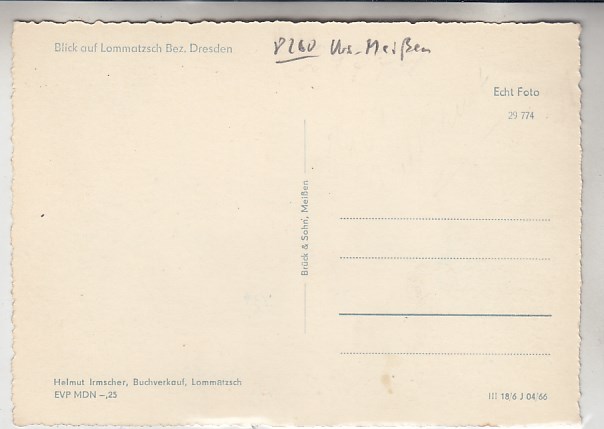 Blick auf Lommatzsch Bez. Dresden
8260 Krs. Meißen
Echt Foto
29 774
Brück & Sohn, Meißen
Helmut Irmscher, Buchverkauf, Lommatzsch
EVP MDN –,25
III 18/6 J 04/66